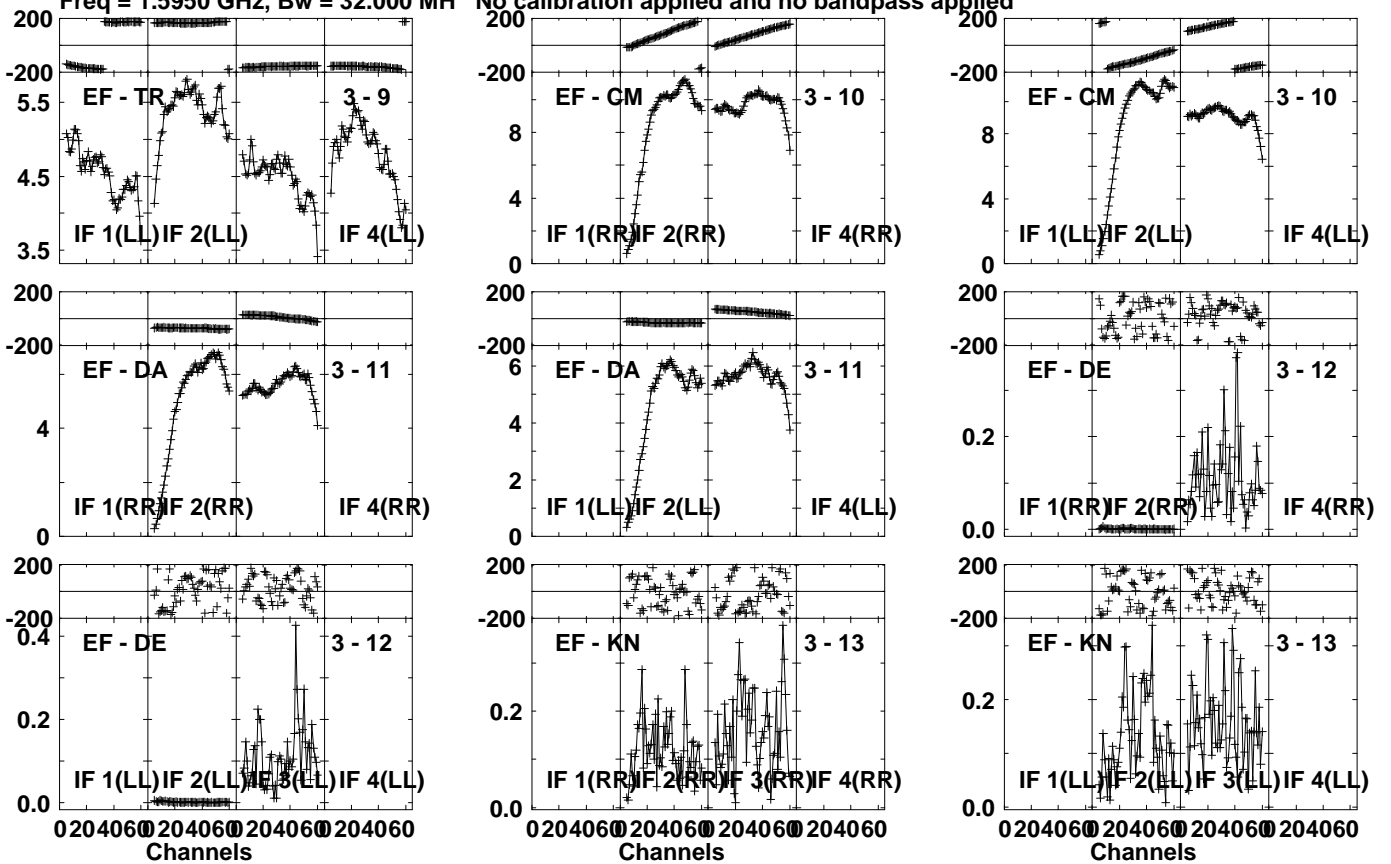 Freq = 1.5950 GHz, Bw = 32.000 MH No calibration applied and no bandpass applied
200
-200
EF - TR
3 - 9
5.5
4.5
3.5
IF 1(LL) IF 2(LL) IF 4(LL)
EF - CM
3 - 10
8
4
0
IF 1(RR) IF 2(RR) IF 4(RR)
200
-200
EF - CM
3 - 10
8
4
0
IF 1(LL) IF 2(LL) IF 4(LL)
200
-200
EF - DA
3 - 11
4
0
IF 1(RR) IF 2(RR) IF 4(RR)
200
-200
EF - DA
3 - 11
6
4
2
0
IF 1(LL) IF 2(LL) IF 4(LL)
200
-200
EF - DE
3 - 12
0.2
0.0
IF 1(RR) IF 2(RR) IF 4(RR)
200
-200
EF - DE
3 - 12
0.4
0.2
0.0
IF 1(LL) IF 2(LL) IF 3(LL) IF 4(LL)
0 20 40 60 0 20 40 60 0 20 40 60 0 20 40 60
Channels
200
-200
EF - KN
3 - 13
0.2
0.0
IF 1(RR) IF 2(RR) IF 3(RR) IF 4(RR)
0 20 40 60 0 20 40 60 0 20 40 60 0 20 40 60
Channels
200
-200
EF - KN
3 - 13
0.2
0.0
IF 1(LL) IF 2(LL) IF 3(LL) IF 4(LL)
0 20 40 60 0 20 40 60 0 20 40 60 0 20 40 60
Channels